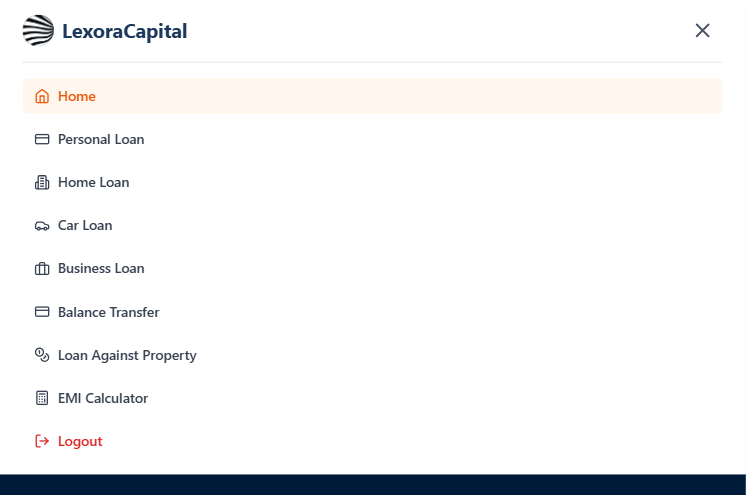 LexoraCapital
Home
Personal Loan
Home Loan
Car Loan
Business Loan
Balance Transfer
Loan Against Property
EMI Calculator
Logout